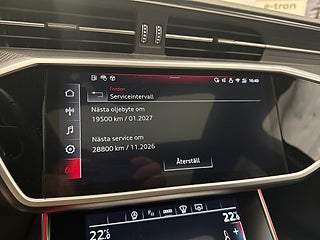 e-tron
16:49
Fordon
Serviceintervall
Nästa oljebyte om
19500 km / 01.2027
Nästa service om
28800 km / 11.2026
Återställ
22
22